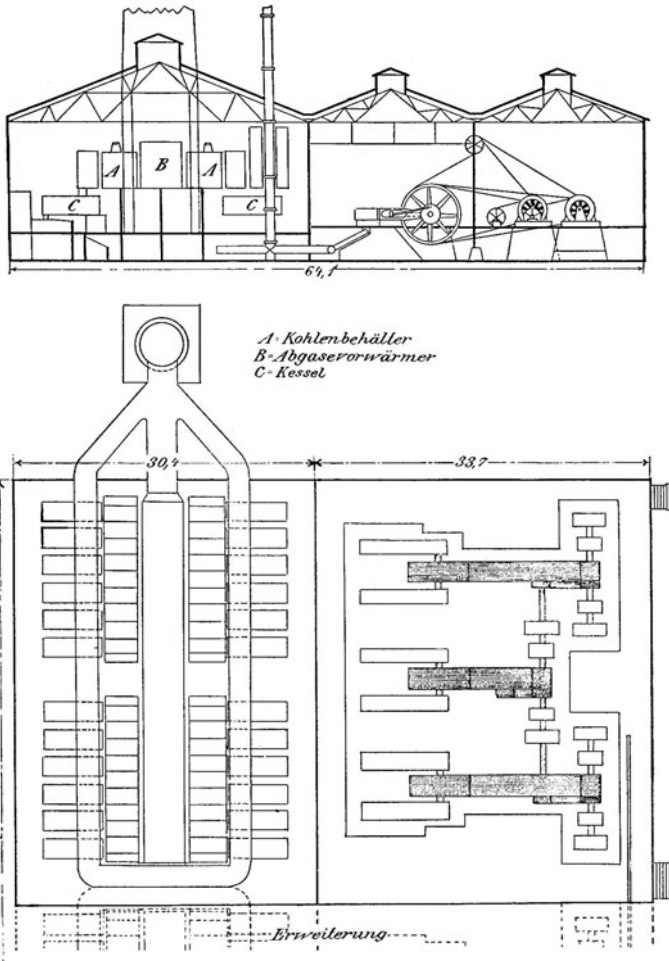 A
B
A
C
C
64,1
A = Kohlenbehälter
B = Abgasevorwärmer
C = Kessel
30,4
33,7
Erweiterung